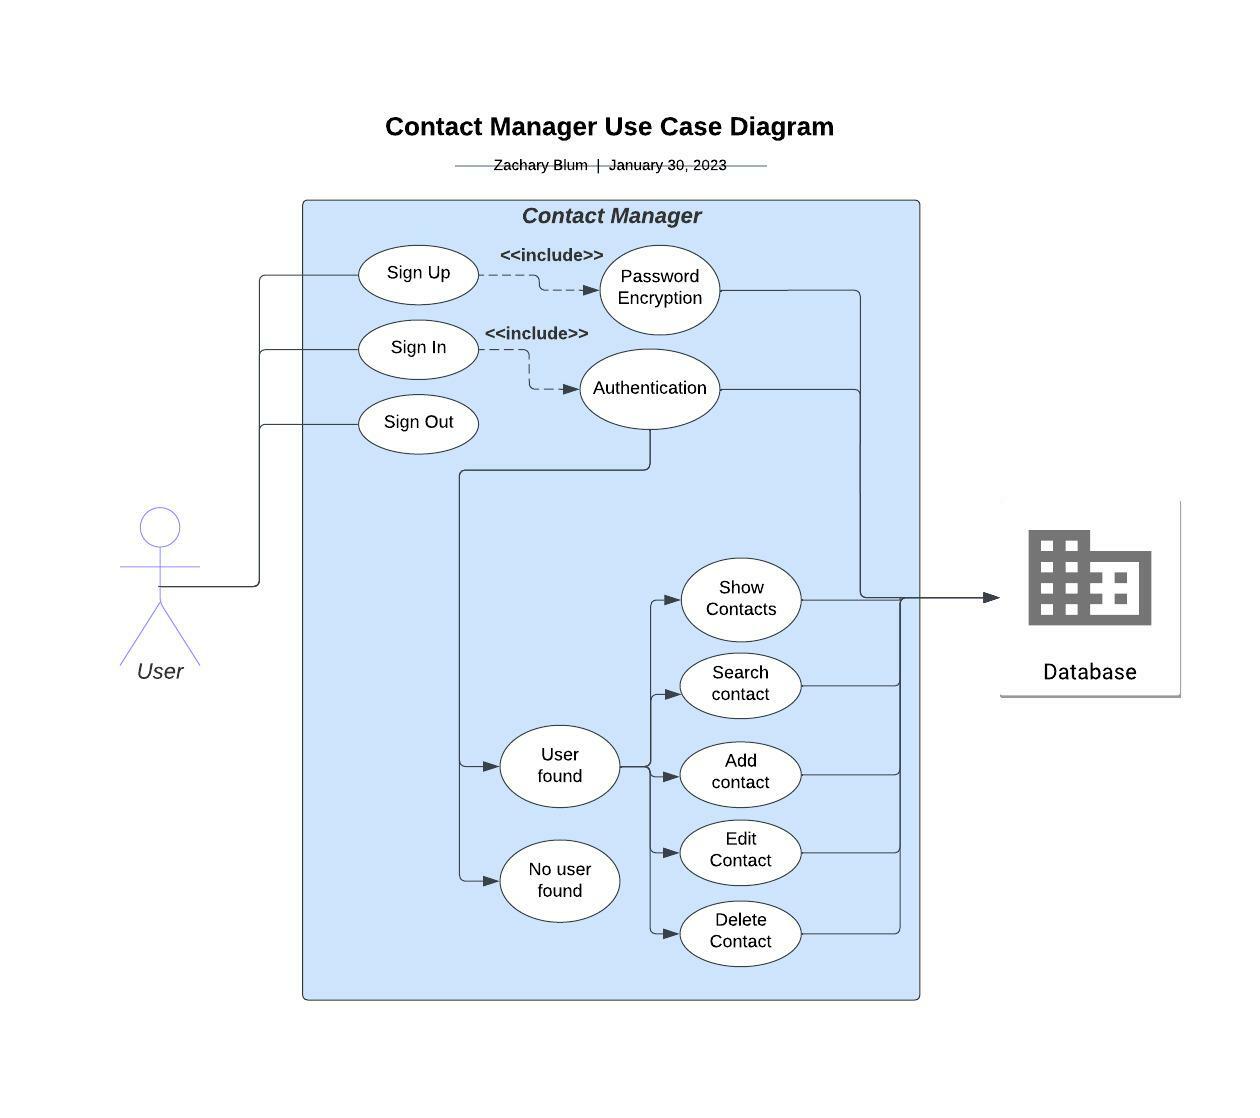 Contact Manager Use Case Diagram
Zachary Blum | January 30, 2023
Contact Manager
Sign Up
<<include>>
Password
Encryption
Sign In
<<include>>
Authentication
Sign Out
User
Show
Contacts
Search
contact
Database
User
found
Add
contact
Edit
Contact
No user
found
Delete
Contact